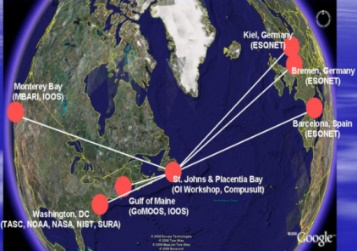 Kiel, Germany
(ESONET)
Bremen, Germany
(ESONET)
Monterey Bay
(MBARI, IOOS)
Barcelona, Spain
(ESONET)
St. Johns & Placentia Bay
(OI Workshop, Compusult)
Gulf of Maine
(GoMOOS, IOOS)
Washington, DC
(TASC, NOAA, NASA, NIST, SURA)
Google